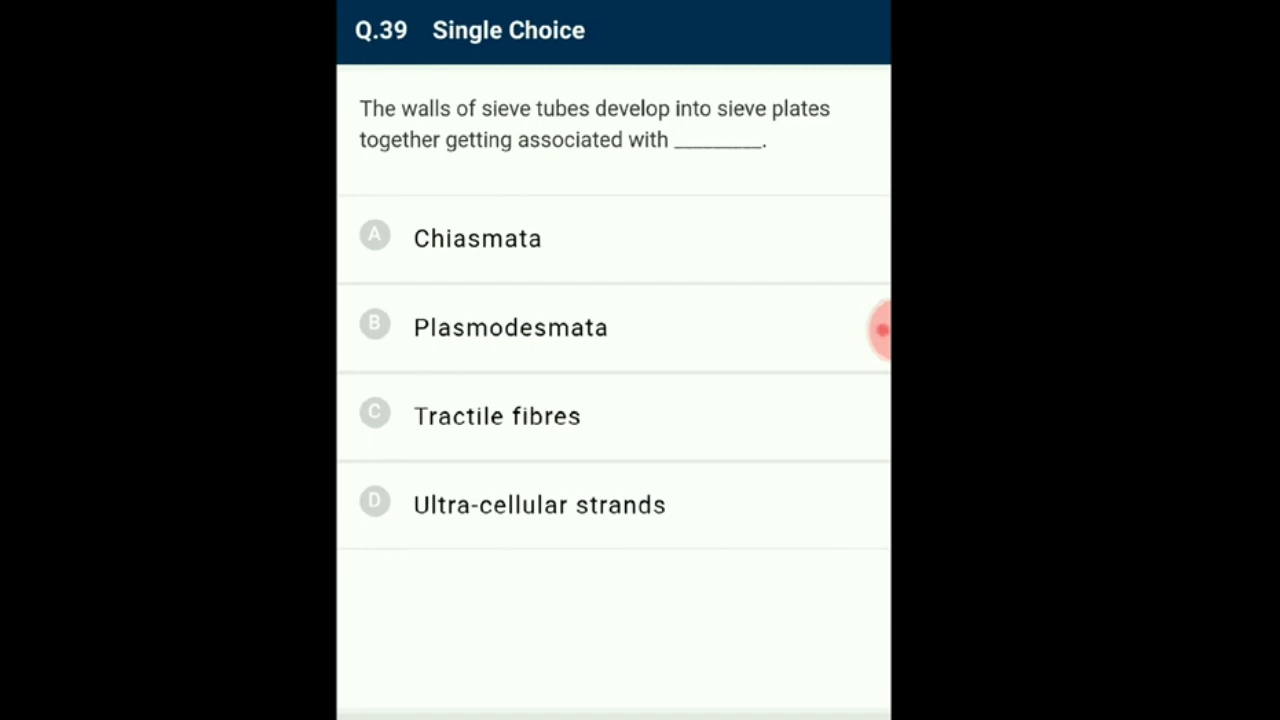 Q.39 Single Choice
The walls of sieve tubes develop into sieve plates
together getting associated with _________.
A Chiasmata
B Plasmodesmata
C Tractile fibres
D Ultra-cellular strands